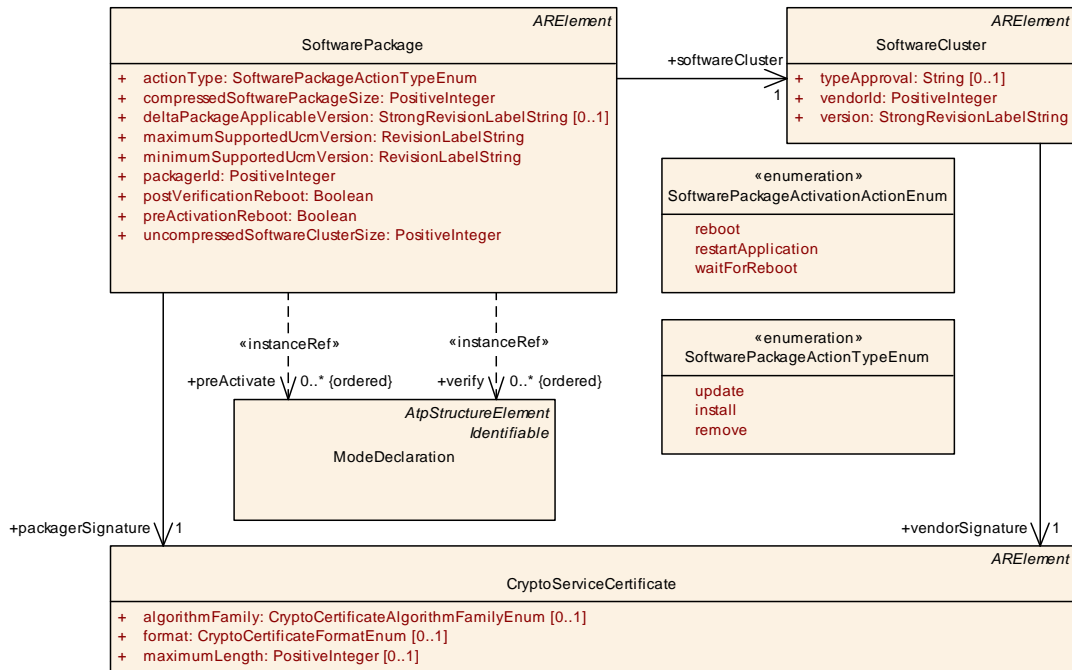 ARElement
SoftwarePackage
+ actionType: SoftwarePackageActionTypeEnum
+ compressedSoftwarePackageSize: PositiveInteger
+ deltaPackageApplicableVersion: StrongRevisionLabelString [0..1]
+ maximumSupportedUcmVersion: RevisionLabelString
+ minimumSupportedUcmVersion: RevisionLabelString
+ packagerId: PositiveInteger
+ postVerificationReboot: Boolean
+ preActivationReboot: Boolean
+ uncompressedSoftwareClusterSize: PositiveInteger
+softwareCluster
1
ARElement
SoftwareCluster
+ typeApproval: String [0..1]
+ vendorId: PositiveInteger
+ version: StrongRevisionLabelString
«enumeration»
SoftwarePackageActivationActionEnum
reboot
restartApplication
waitForReboot
«enumeration»
SoftwarePackageActionTypeEnum
update
install
remove
«instanceRef»
«instanceRef»
+preActivate 0..* {ordered}
+verify 0..* {ordered}
AtpStructureElement
Identifiable
ModeDeclaration
+packagerSignature 1
+vendorSignature 1
ARElement
CryptoServiceCertificate
+ algorithmFamily: CryptoCertificateAlgorithmFamilyEnum [0..1]
+ format: CryptoCertificateFormatEnum [0..1]
+ maximumLength: PositiveInteger [0..1]